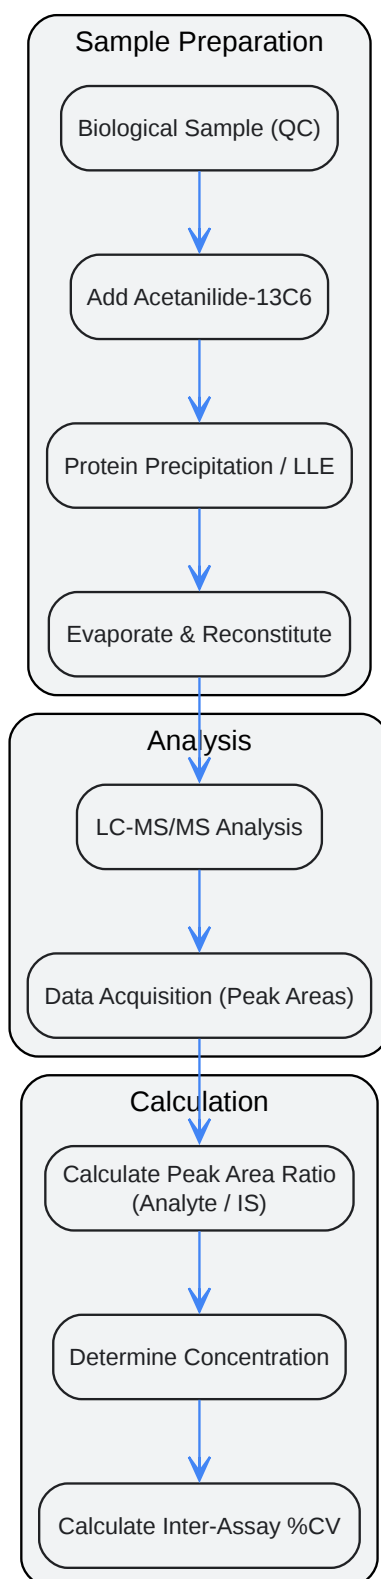 Sample Preparation
Biological Sample (QC)
Add Acetanilide-13C6
Protein Precipitation / LLE
Evaporate & Reconstitute
Analysis
LC-MS/MS Analysis
Data Acquisition (Peak Areas)
Calculation
Calculate Peak Area Ratio
(Analyte / IS)
Determine Concentration
Calculate Inter-Assay %CV